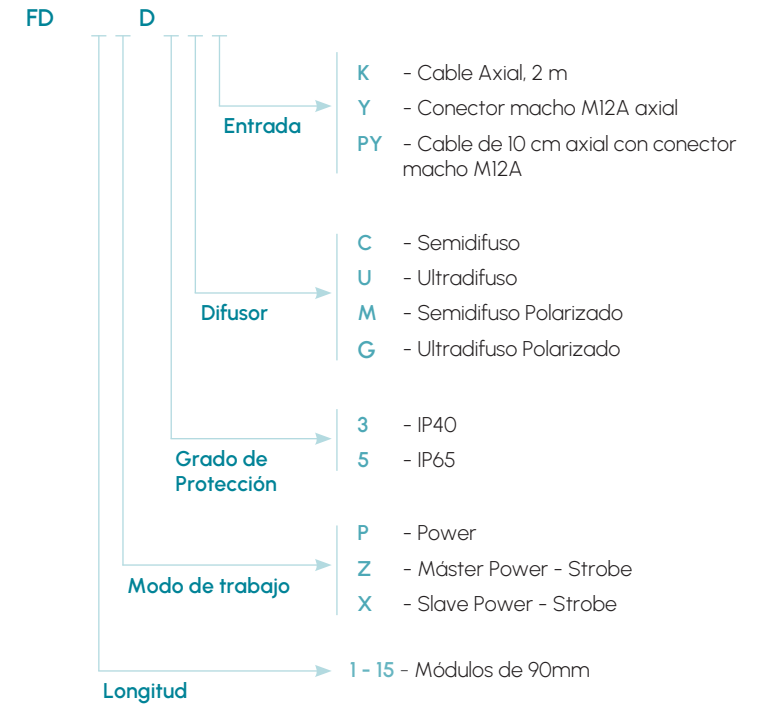 FD D
K - Cable Axial, 2 m
Y - Conector macho M12A axial
Entrada
PY - Cable de 10 cm axial con conector
macho M12A
C - Semidifuso
U - Ultradifuso
Difusor
M - Semidifuso Polarizado
G - Ultradifuso Polarizado
3 - IP40
5 - IP65
Grado de
Protección
P - Power
Z - Máster Power - Strobe
Modo de trabajo
X - Slave Power - Strobe
1 - 15 - Módulos de 90mm
Longitud